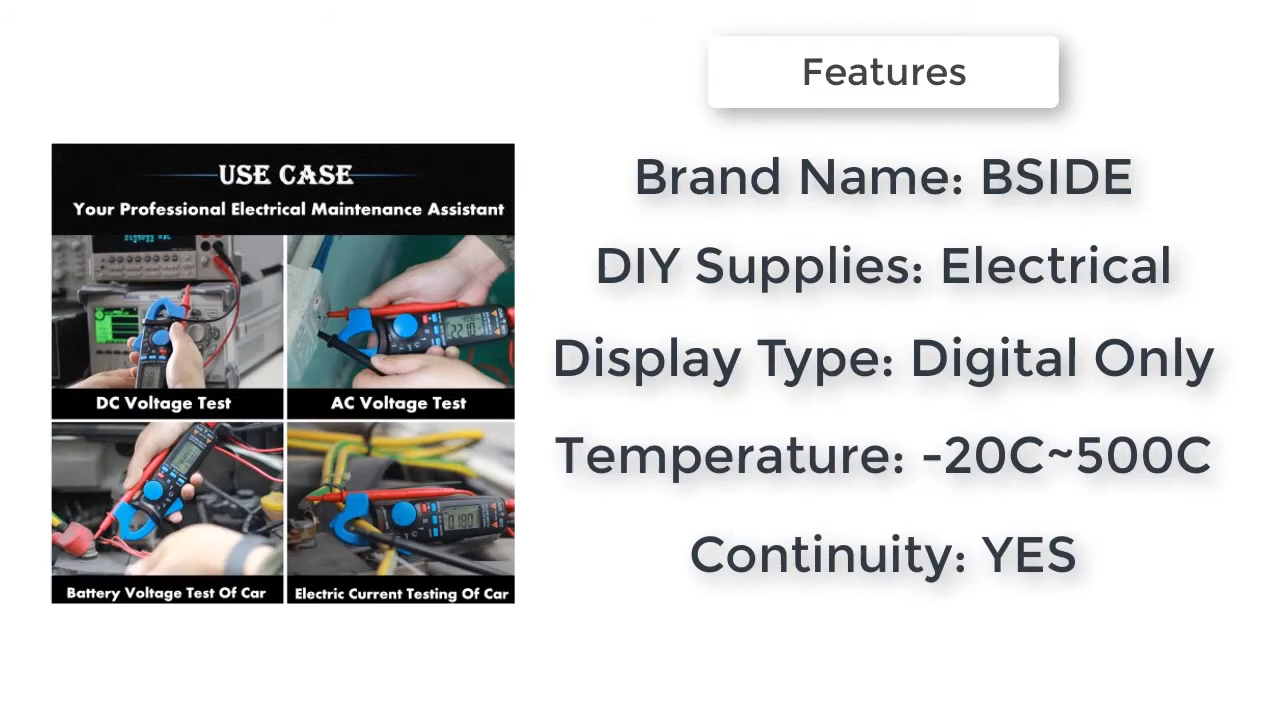 Features
Brand Name: BSIDE
DIY Supplies: Electrical
Display Type: Digital Only
Temperature: -20C~500C
Continuity: YES
USE CASE
Your Professional Electrical Maintenance Assistant
DC Voltage Test
AC Voltage Test
Battery Voltage Test Of Car
Electric Current Testing Of Car
0.180